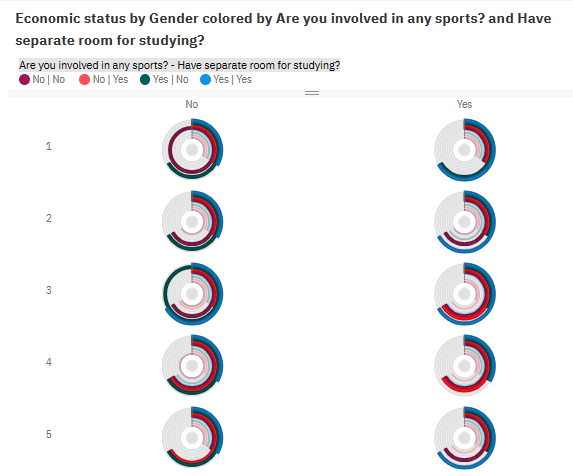 Economic status by Gender colored by Are you involved in any sports? and Have
separate room for studying?
Are you involved in any sports? - Have separate room for studying?
No | No No | Yes Yes | No Yes | Yes
No Yes
1
2
3
4
5